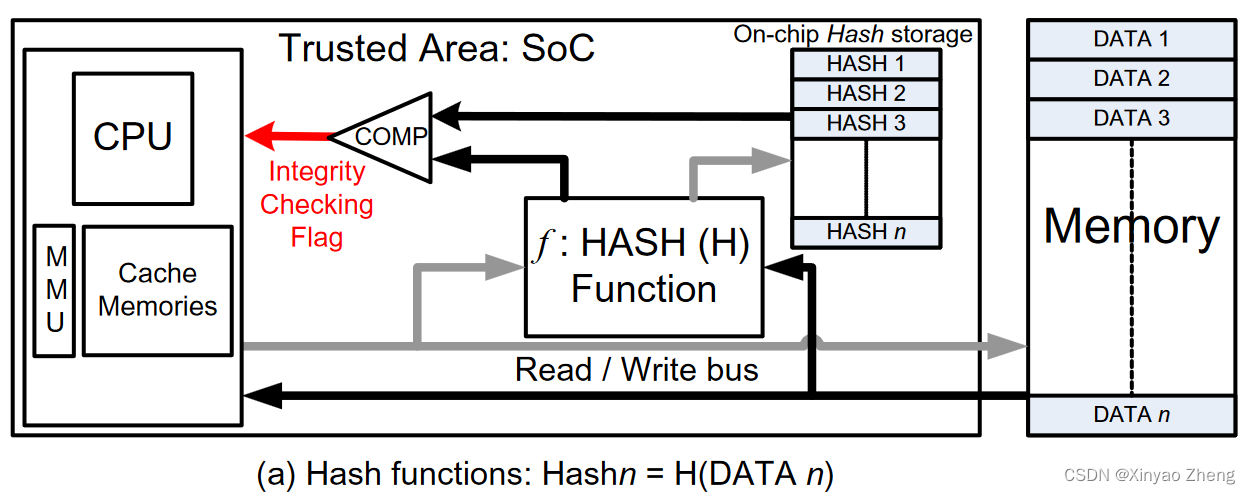 Trusted Area: SoC
On-chip Hash storage
CPU
MMU
Cache
Memories
COMP
Integrity
Checking
Flag
HASH 1
HASH 2
HASH 3
HASH n
f : HASH (H)
Function
Read / Write bus
DATA 1
DATA 2
DATA 3
Memory
DATA n
(a) Hash functions: Hashn = H(DATA n)
CSDN @Xinyao Zheng